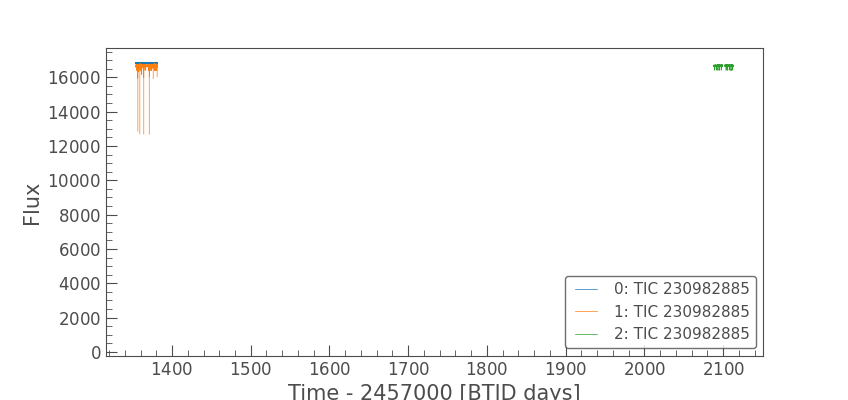 16000
14000
12000
10000
8000
6000
4000
2000
0
Flux
0: TIC 230982885
1: TIC 230982885
2: TIC 230982885
1400 1500 1600 1700 1800 1900 2000 2100
Time - 2457000 [BTJD days]